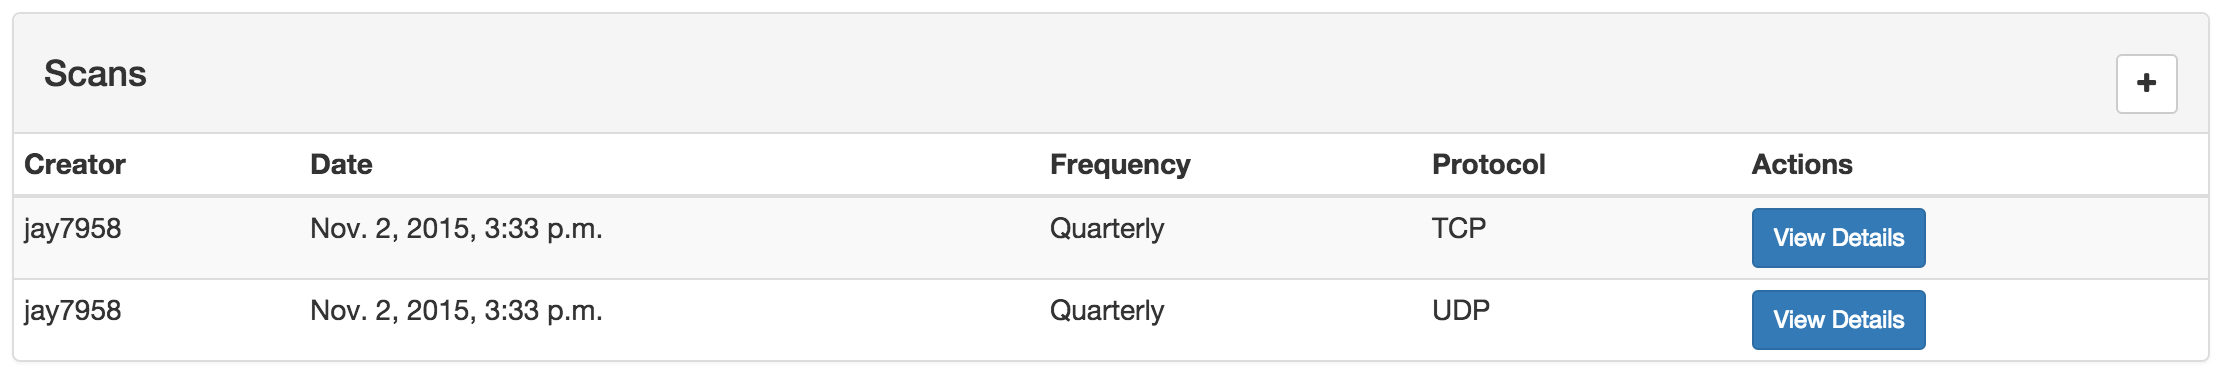 Scans
+
Creator Date Frequency Protocol Actions
jay7958 Nov. 2, 2015, 3:33 p.m. Quarterly TCP View Details
jay7958 Nov. 2, 2015, 3:33 p.m. Quarterly UDP View Details